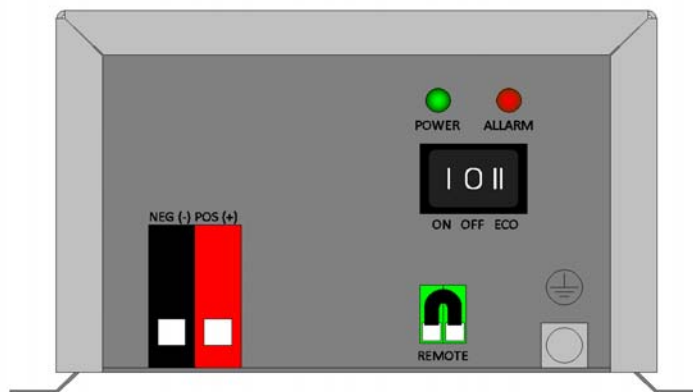 POWER ALLARM
I O II
ON OFF ECO
NEG (-) POS (+)
REMOTE